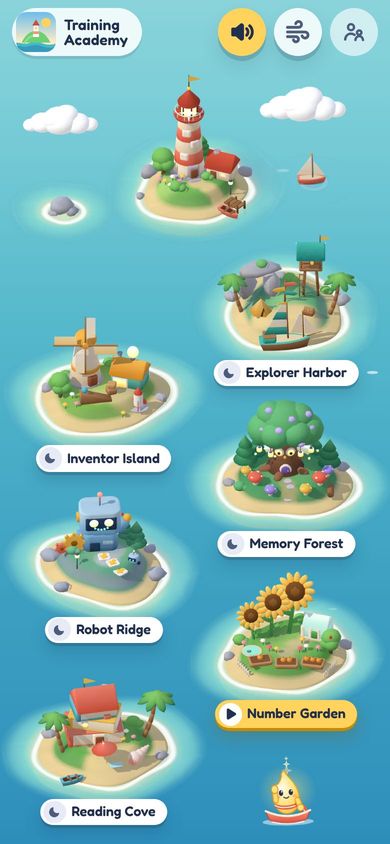 Training
Academy
Explorer Harbor
Inventor Island
Memory Forest
Robot Ridge
Number Garden
Reading Cove